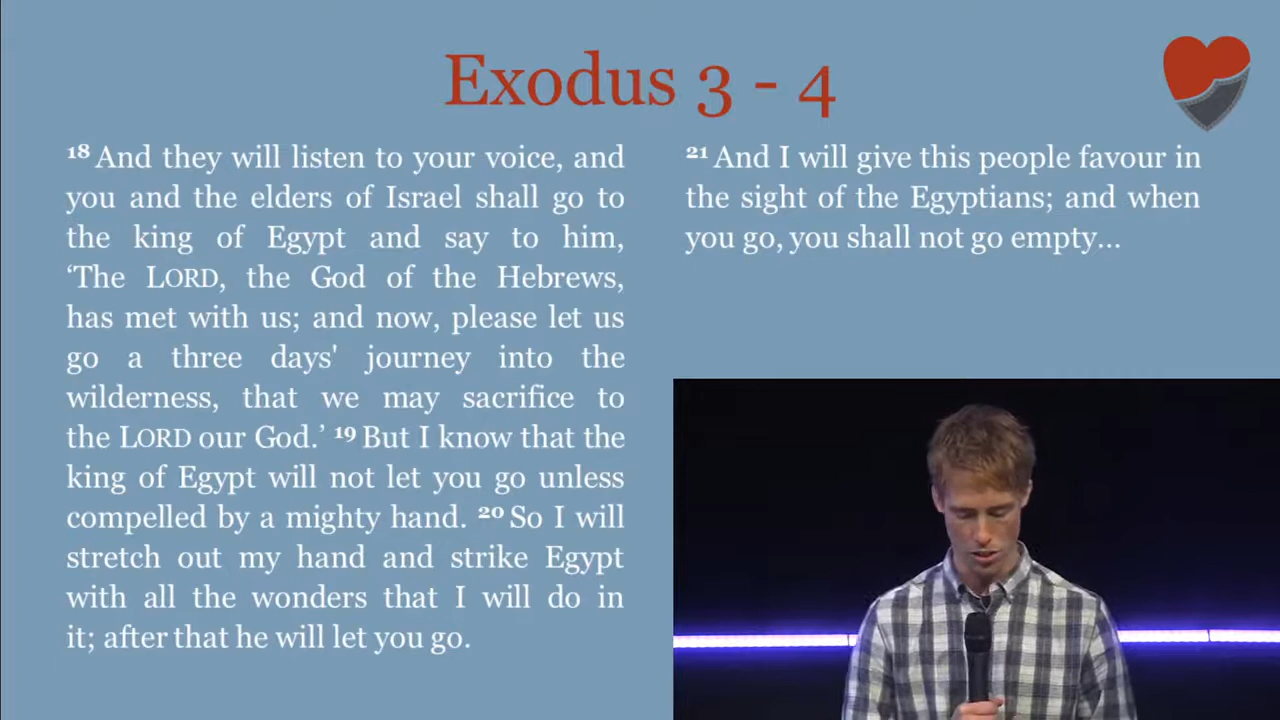 Exodus 3 - 4
18 And they will listen to your voice, and
you and the elders of Israel shall go to
the king of Egypt and say to him,
‘The LORD, the God of the Hebrews,
has met with us; and now, please let us
go a three days' journey into the
wilderness, that we may sacrifice to
the LORD our God.’ 19 But I know that the
king of Egypt will not let you go unless
compelled by a mighty hand. 20 So I will
stretch out my hand and strike Egypt
with all the wonders that I will do in
it; after that he will let you go.
21 And I will give this people favour in
the sight of the Egyptians; and when
you go, you shall not go empty...